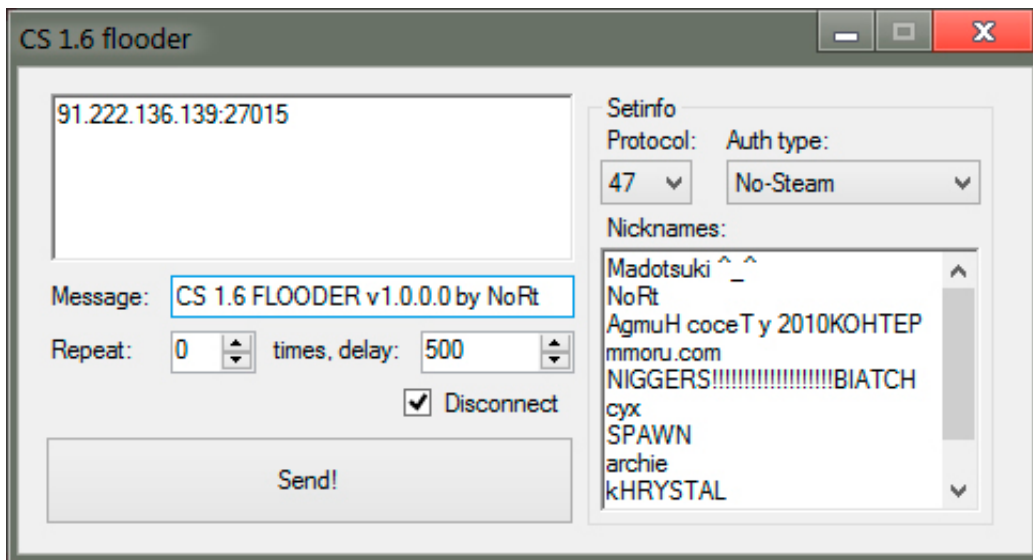 CS 1.6 flooder
91.222.136.139:27015
Message:
CS 1.6 FLOODER v1.0.0.0 by NoRt
Repeat:
0
times, delay:
500
Disconnect
Send!
Setinfo
Protocol:
Auth type:
47
No-Steam
Nicknames:
Madotsuki ^_^
NoRt
AgmuH coceT y 2010KOHTEP
mmoru.com
NIGGERS!!!!!!!!!!!!!!!!!!!!BIATCH
cyx
SPAWN
archie
kHRYSTAL